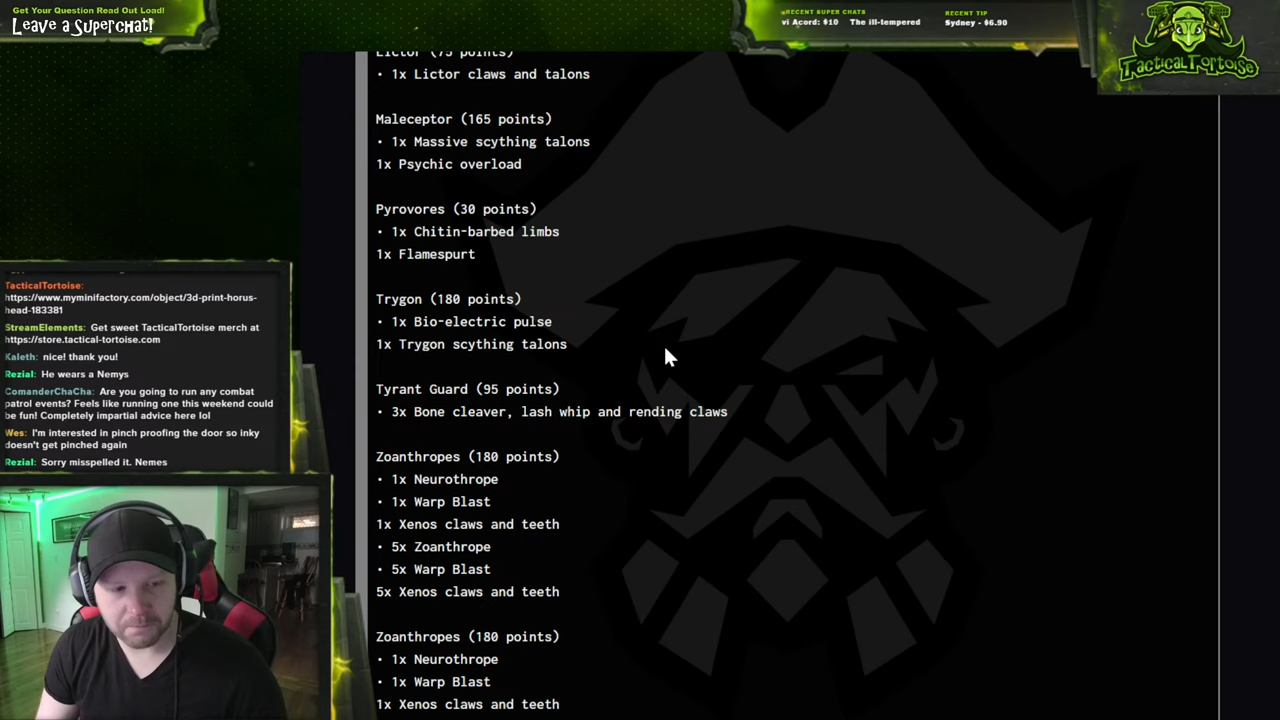 Get Your Question Read Out Load!
Leave a Superchat!
RECENT SUPER CHATS
vi Acord: $10 The ill-tempered
RECENT TIP
Sydney - $6.90
TacticalTortoise
Lictor (75 points)
• 1x Lictor claws and talons
Maleceptor (165 points)
• 1x Massive scything talons
1x Psychic overload
Pyrovores (30 points)
• 1x Chitin-barbed limbs
1x Flamespurt
Trygon (180 points)
• 1x Bio-electric pulse
1x Trygon scything talons
Tyrant Guard (95 points)
• 3x Bone cleaver, lash whip and rending claws
Zoanthropes (180 points)
• 1x Neurothrope
• 1x Warp Blast
1x Xenos claws and teeth
• 5x Zoanthrope
• 5x Warp Blast
5x Xenos claws and teeth
Zoanthropes (180 points)
• 1x Neurothrope
• 1x Warp Blast
1x Xenos claws and teeth
TacticalTortoise:
https://www.myminifactory.com/object/3d-print-horus-
head-183381
StreamElements: Get sweet TacticalTortoise merch at
https://store.tactical-tortoise.com
Kaleth: nice! thank you!
Rezial: He wears a Nemys
ComanderChaCha: Are you going to run any combat
patrol events? Feels like running one this weekend could
be fun! Completely impartial advice here lol
Wes: I'm interested in pinch proofing the door so inky
doesn't get pinched again
Rezial: Sorry misspelled it. Nemes